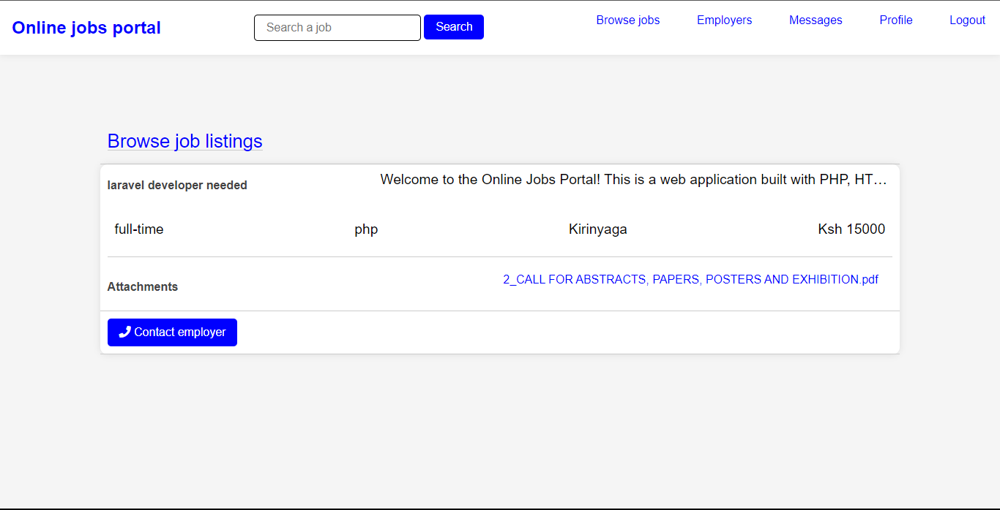 Online jobs portal
Search a job
Search
Browse jobs
Employers
Messages
Profile
Logout
Browse job listings
laravel developer needed
Welcome to the Online Jobs Portal! This is a web application built with PHP, HT…
full-time
php
Kirinyaga
Ksh 15000
Attachments
2_CALL FOR ABSTRACTS, PAPERS, POSTERS AND EXHIBITION.pdf
Contact employer